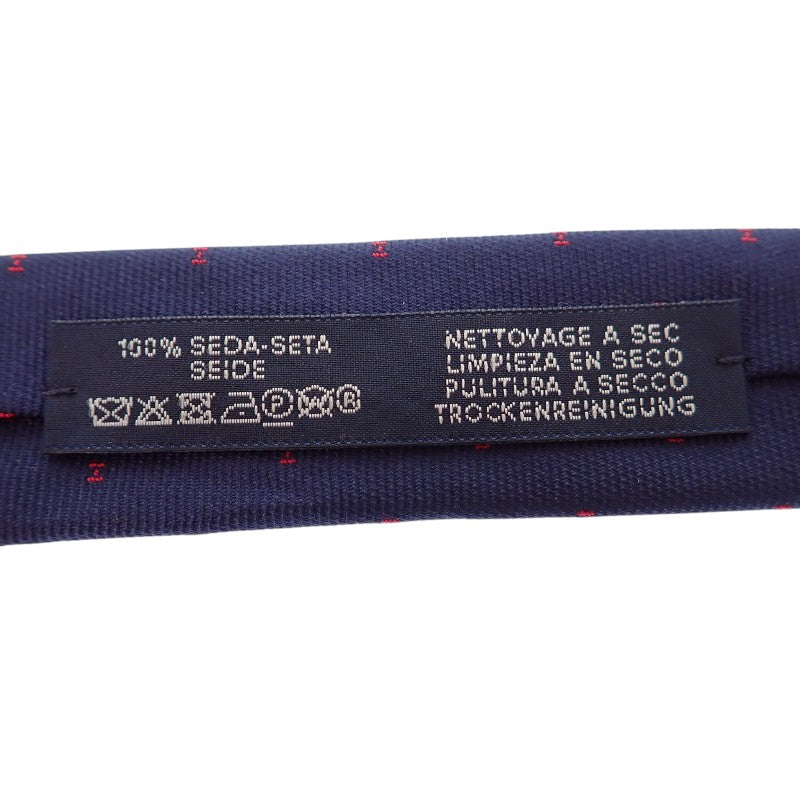 100% SEDA-SETA
SEIDE
NETTOYAGE A SEC
LIMPIEZA EN SECO
PULITURA A SECCO
TROCKENREINIGUNG